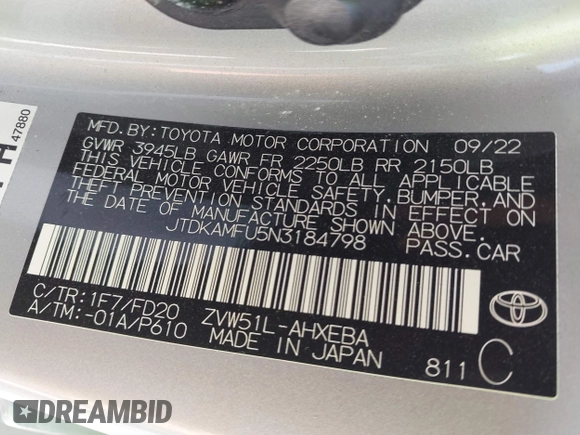 MFD. BY: TOYOTA MOTOR CORPORATION 09/22
GVWR 3945LB GAWR FR 2250LB RR 2150LB
THIS VEHICLE CONFORMS TO ALL APPLICABLE
FEDERAL MOTOR VEHICLE SAFETY, BUMPER, AND
THEFT PREVENTION STANDARDS IN EFFECT ON
THE DATE OF MANUFACTURE SHOWN ABOVE.
JTDKAMFU5N3184798 PASS. CAR
C/TR: 1F7/FD20 ZVW51L-AHXEBA
A/TM: -01A/P610 MADE IN JAPAN
811 C
47880
DREAMBID